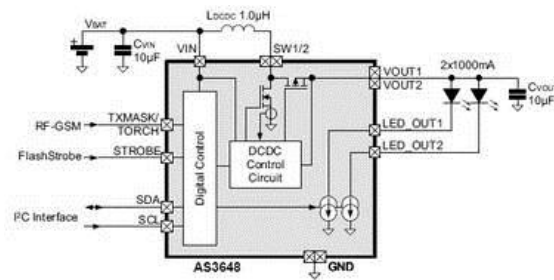 LDCDC 1.0µH
VBAT
CVIN
10µF
VIN
SW1/2
VOUT1
VOUT2
2x1000mA
CVOUT
10µF
RF-GSM
TXMASK/
TORCH
LED_OUT1
FlashStrobe
STROBE
LED_OUT2
Digital Control
DCDC
Control
Circuit
I²C Interface
SDA
SCL
AS3648
GND